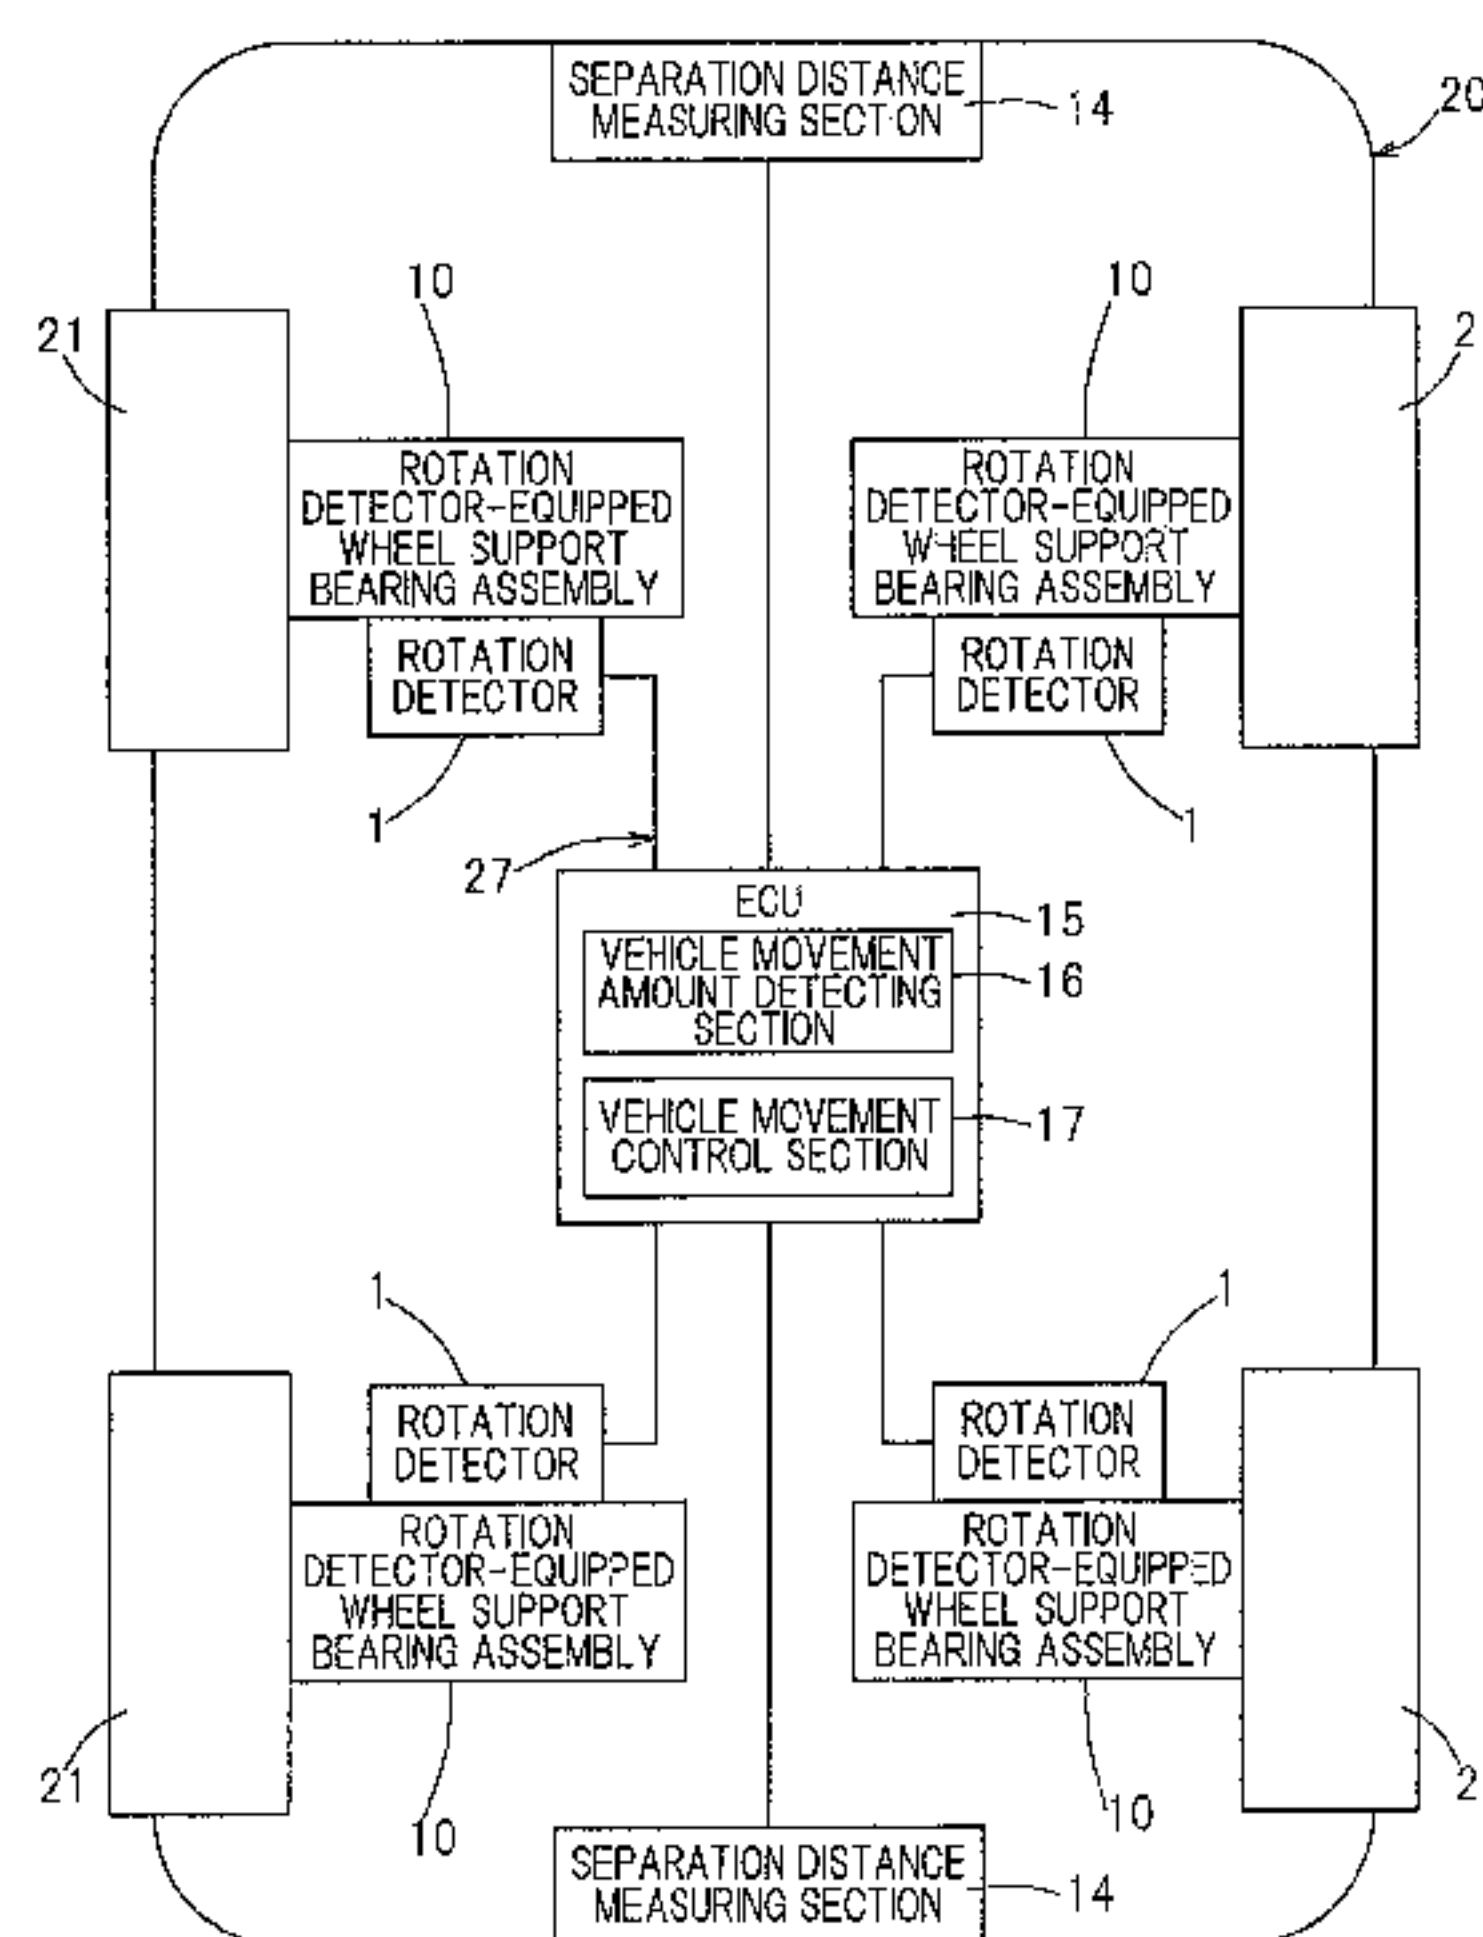 SEPARATION DISTANCE
MEASURING SECTION
14
20
10
10
21
2
ROTATION
DETECTOR-EQUIPPED
WHEEL SUPPORT
BEARING ASSEMBLY
ROTATION
DETECTOR-EQUIPPED
WHEEL SUPPORT
BEARING ASSEMBLY
ROTATION
DETECTOR
ROTATION
DETECTOR
1
1
27
ECU
15
VEHICLE MOVEMENT
AMOUNT DETECTING
SECTION
16
VEHICLE MOVEMENT
CONTROL SECTION
17
1
1
ROTATION
DETECTOR
ROTATION
DETECTOR
ROTATION
DETECTOR-EQUIPPED
WHEEL SUPPORT
BEARING ASSEMBLY
ROTATION
DETECTOR-EQUIPPED
WHEEL SUPPORT
BEARING ASSEMBLY
21
2
10
10
SEPARATION DISTANCE
MEASURING SECTION
14